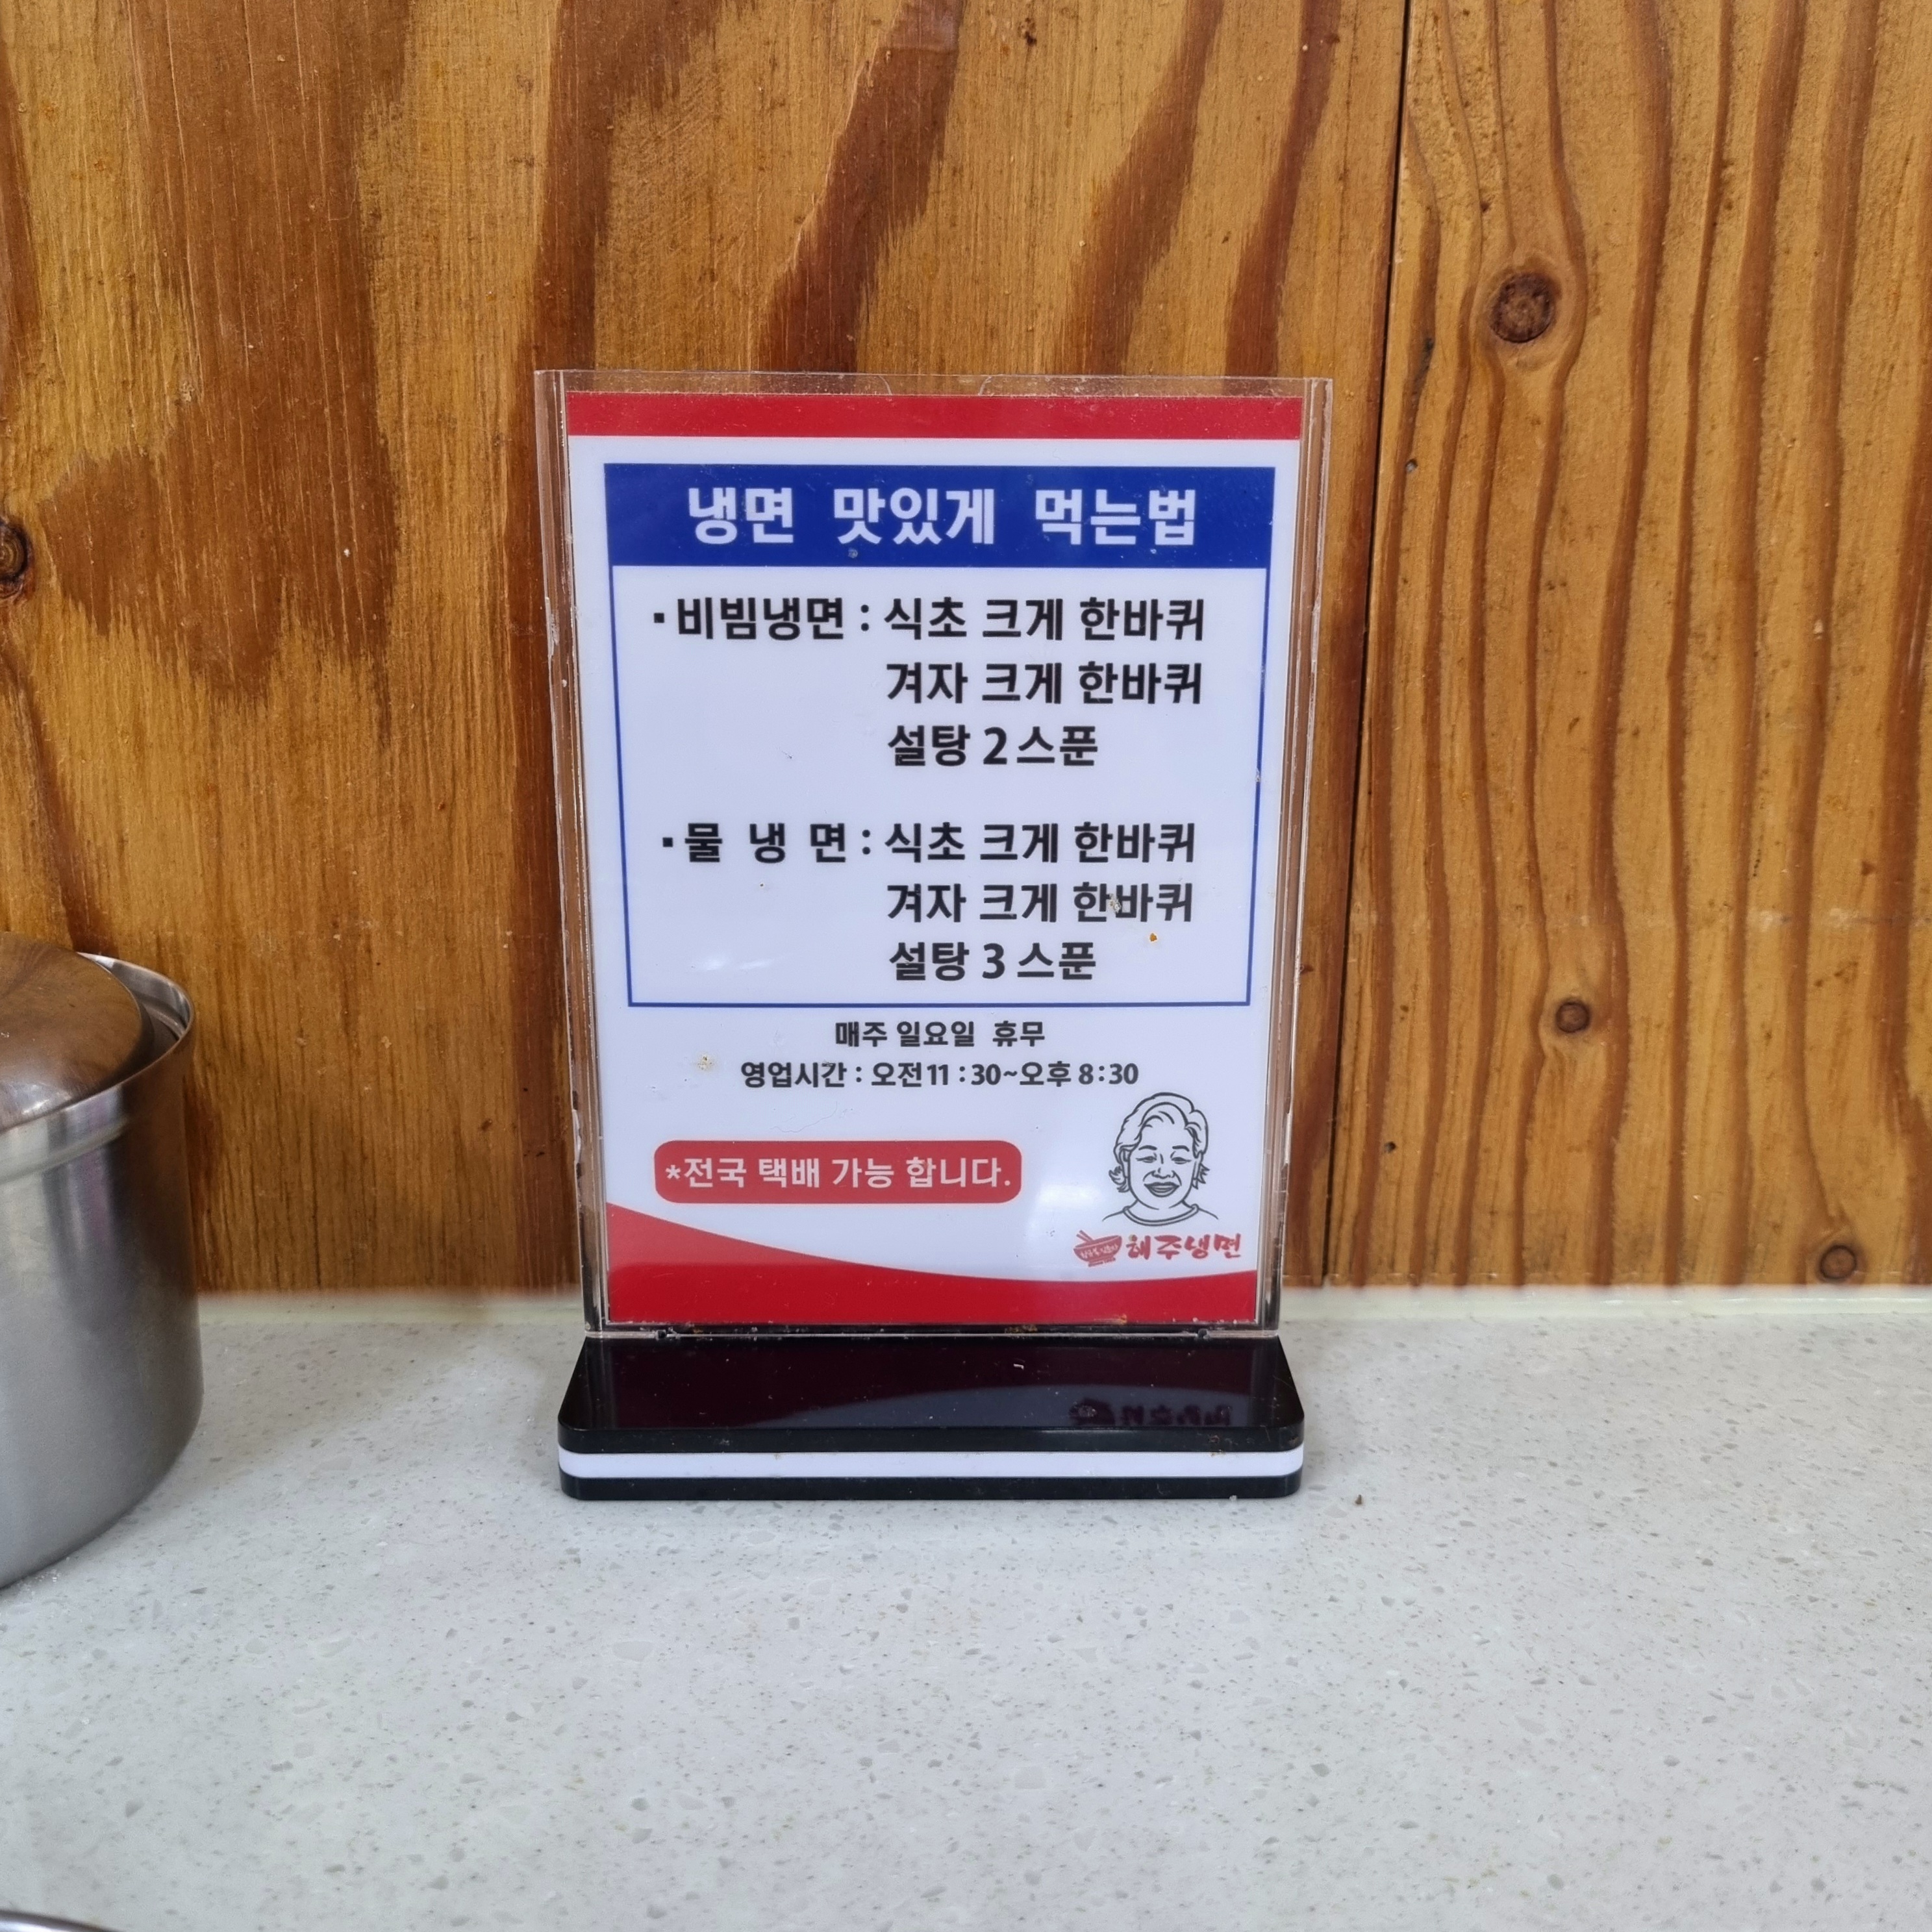 냉면 맛있게 먹는법
▪비빔냉면 : 식초 크게 한바퀴
겨자 크게 한바퀴
설탕 2스푼
▪물 냉 면 : 식초 크게 한바퀴
겨자 크게 한바퀴
설탕 3스푼
매주 일요일 휴무
영업시간 : 오전11 : 30~오후 8:30
*전국 택배 가능 합니다.
해주냉면